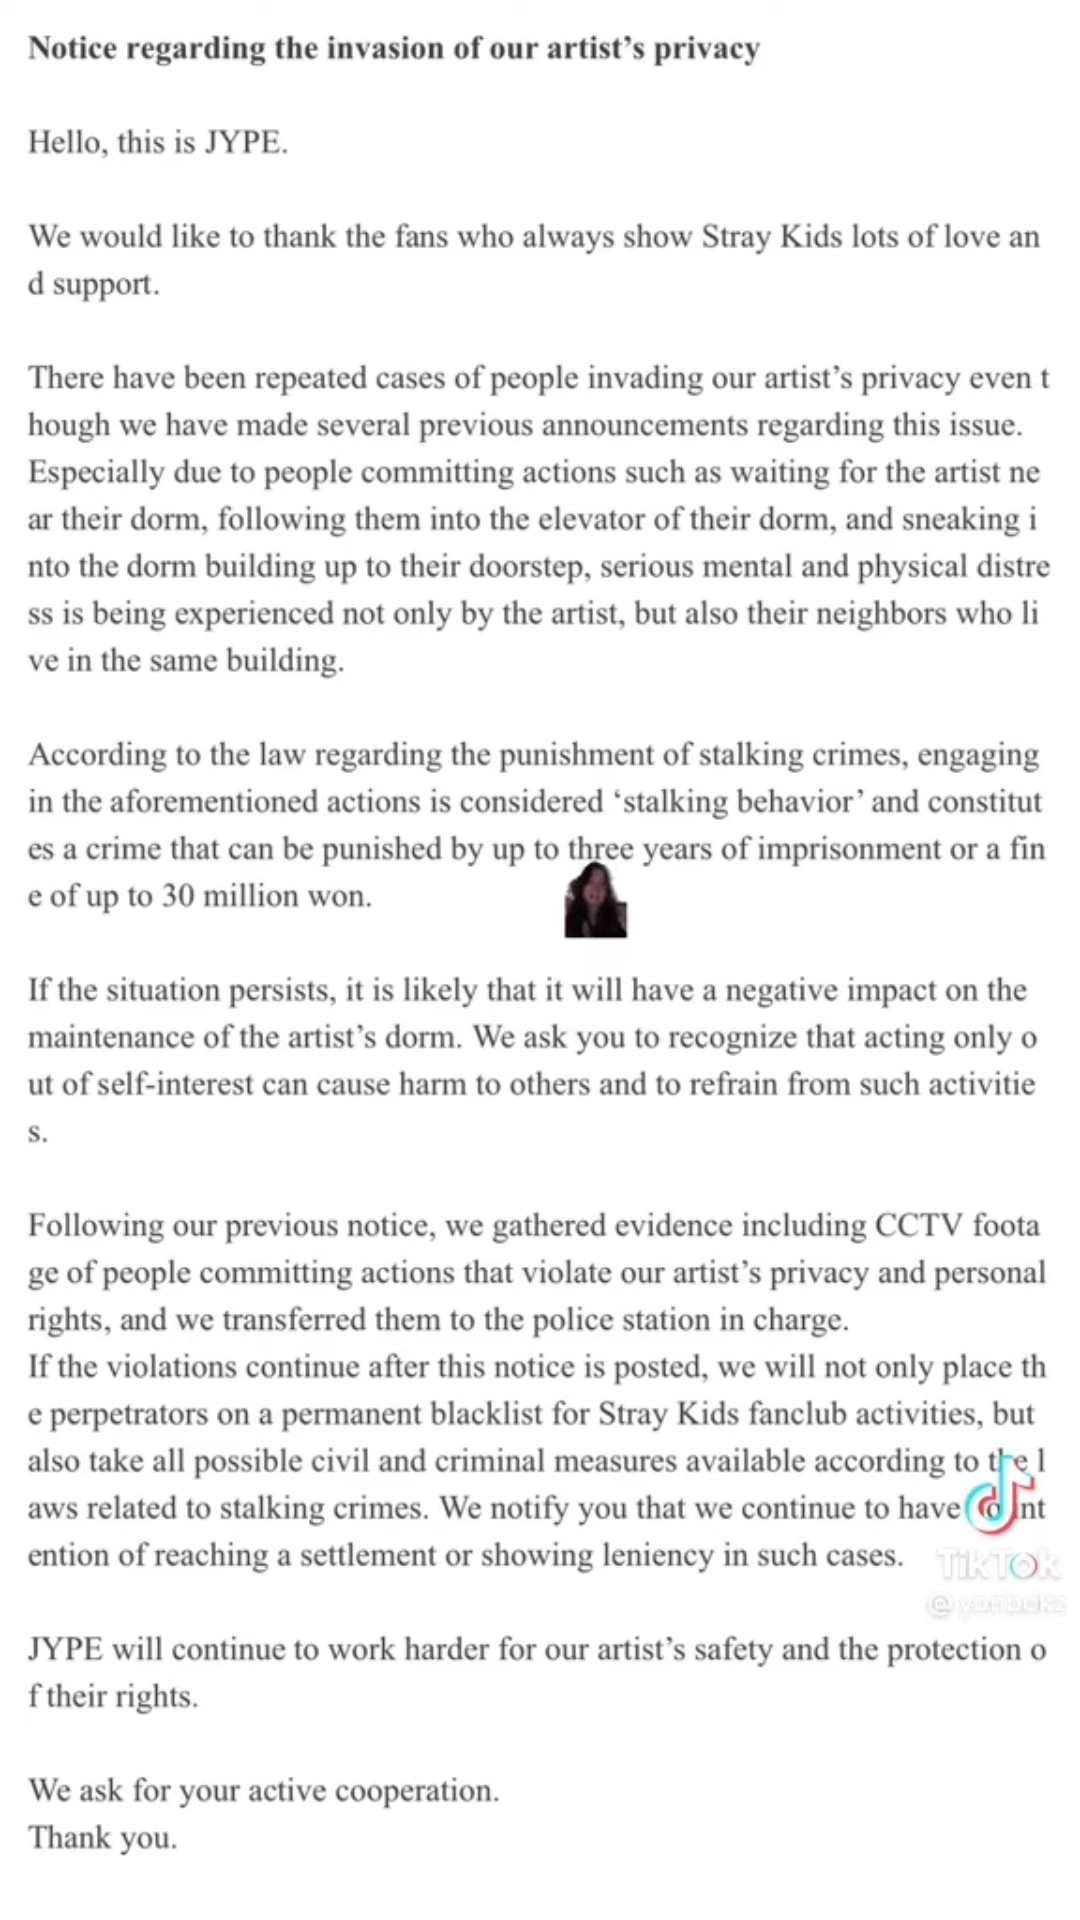 Notice regarding the invasion of our artist’s privacy
Hello, this is JYPE.
We would like to thank the fans who always show Stray Kids lots of love an
d support.
There have been repeated cases of people invading our artist’s privacy even t
hough we have made several previous announcements regarding this issue.
Especially due to people committing actions such as waiting for the artist ne
ar their dorm, following them into the elevator of their dorm, and sneaking i
nto the dorm building up to their doorstep, serious mental and physical distre
ss is being experienced not only by the artist, but also their neighbors who li
ve in the same building.
According to the law regarding the punishment of stalking crimes, engaging
in the aforementioned actions is considered ‘stalking behavior’ and constitut
es a crime that can be punished by up to three years of imprisonment or a fin
e of up to 30 million won.
If the situation persists, it is likely that it will have a negative impact on the
maintenance of the artist’s dorm. We ask you to recognize that acting only o
ut of self-interest can cause harm to others and to refrain from such activitie
s.
Following our previous notice, we gathered evidence including CCTV foota
ge of people committing actions that violate our artist’s privacy and personal
rights, and we transferred them to the police station in charge.
If the violations continue after this notice is posted, we will not only place th
e perpetrators on a permanent blacklist for Stray Kids fanclub activities, but
also take all possible civil and criminal measures available according to the l
aws related to stalking crimes. We notify you that we continue to have int
ention of reaching a settlement or showing leniency in such cases.
TikTok
JYPE will continue to work harder for our artist’s safety and the protection o
f their rights.
We ask for your active cooperation.
Thank you.